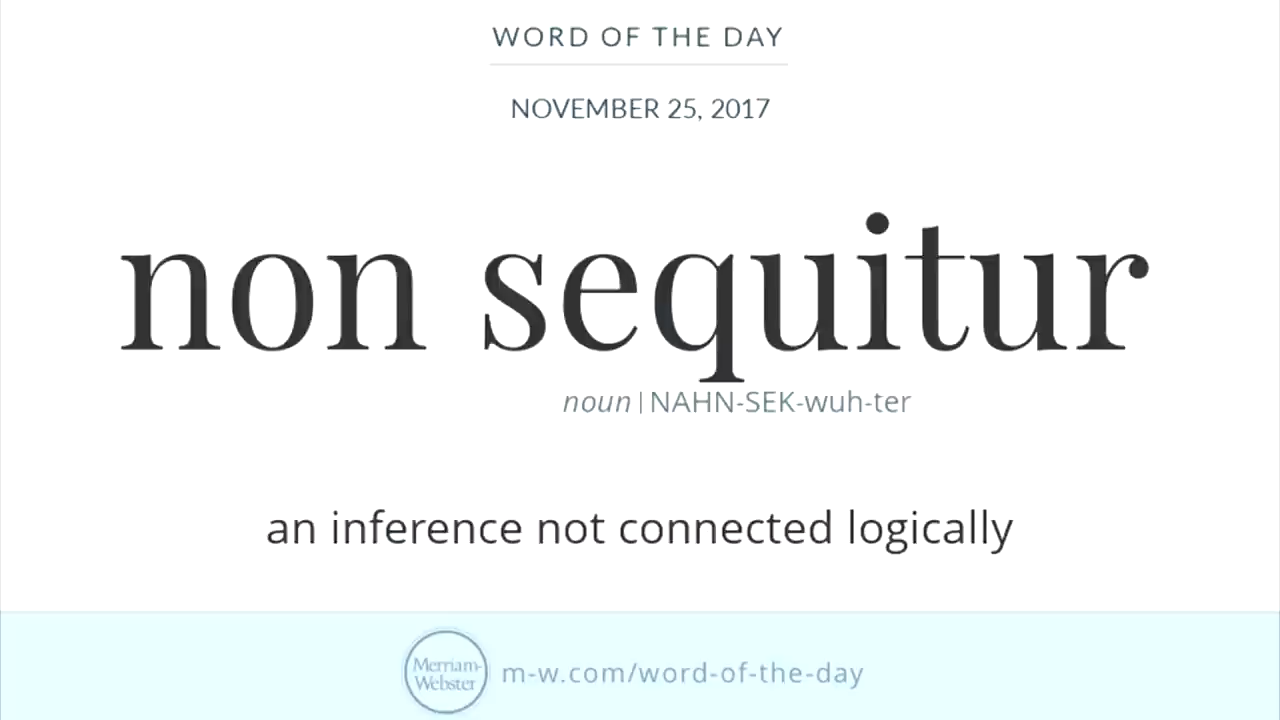 WORD OF THE DAY
NOVEMBER 25, 2017
non sequitur
noun | NAHN-SEK-wuh-ter
an inference not connected logically
Merriam-
Webster
m-w.com/word-of-the-day